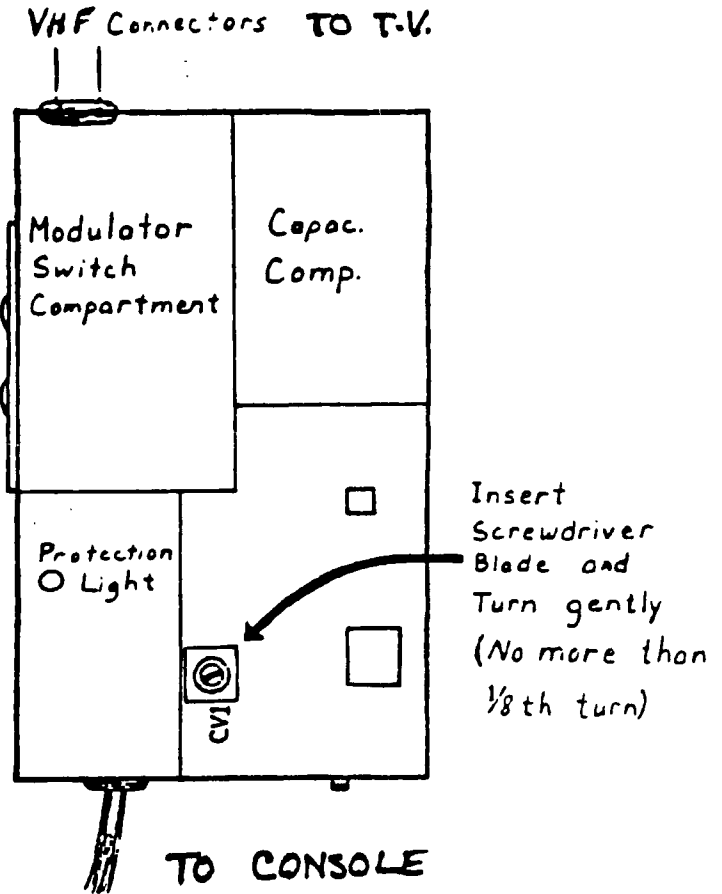 VHF Connectors TO T.V.
Modulator
Switch
Compartment
Capac.
Comp.
Insert
Screwdriver
Blade and
Turn gently
(No more than
1/8th turn)
Protection
Light
CV1
TO CONSOLE